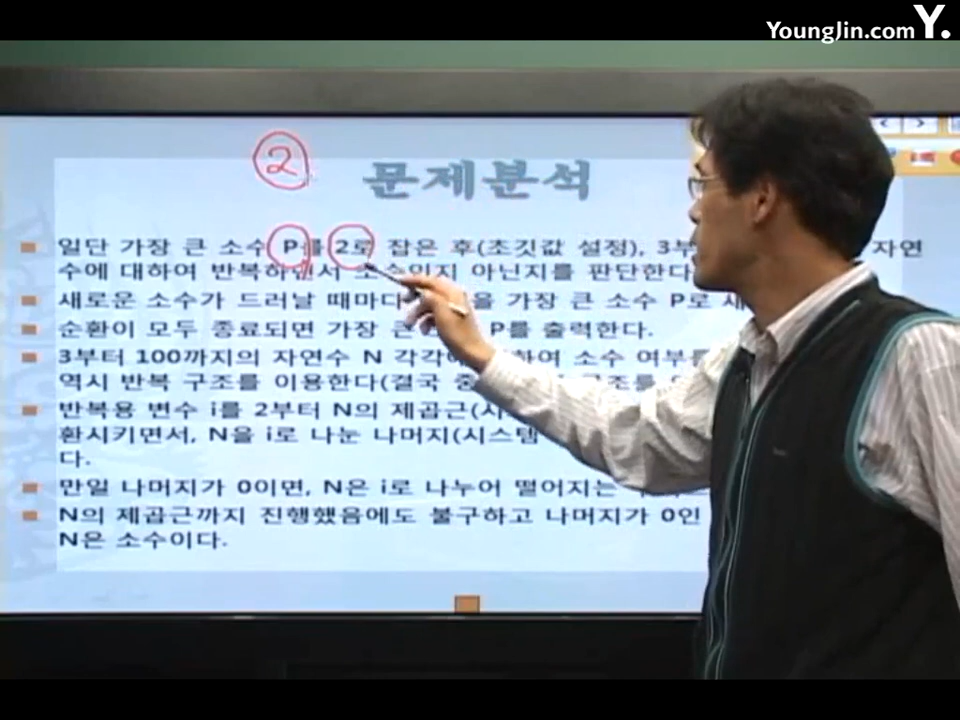 YoungJin.com Y.
②
문제분석
일단 가장 큰 소수 P를 2로 잡은 후(초깃값 설정), 3부 자연
수에 대하여 반복하면서 소수인지 아닌지를 판단한다
새로운 소수가 드러날 때마다 을 가장 큰 소수 P로
순환이 모두 종료되면 가장 큰 P를 출력한다.
3부터 100까지의 자연수 N 각각에 하여 소수 여부를
역시 반복 구조를 이용한다(결국 중
반복용 변수 i를 2부터 N의 제곱근(시
환시키면서, N을 i로 나눈 나머지(시스템
다.
만일 나머지가 0이면, N은 i로 나누어 떨어지는
N의 제곱근까지 진행했음에도 불구하고 나머지가 0인
N은 소수이다.